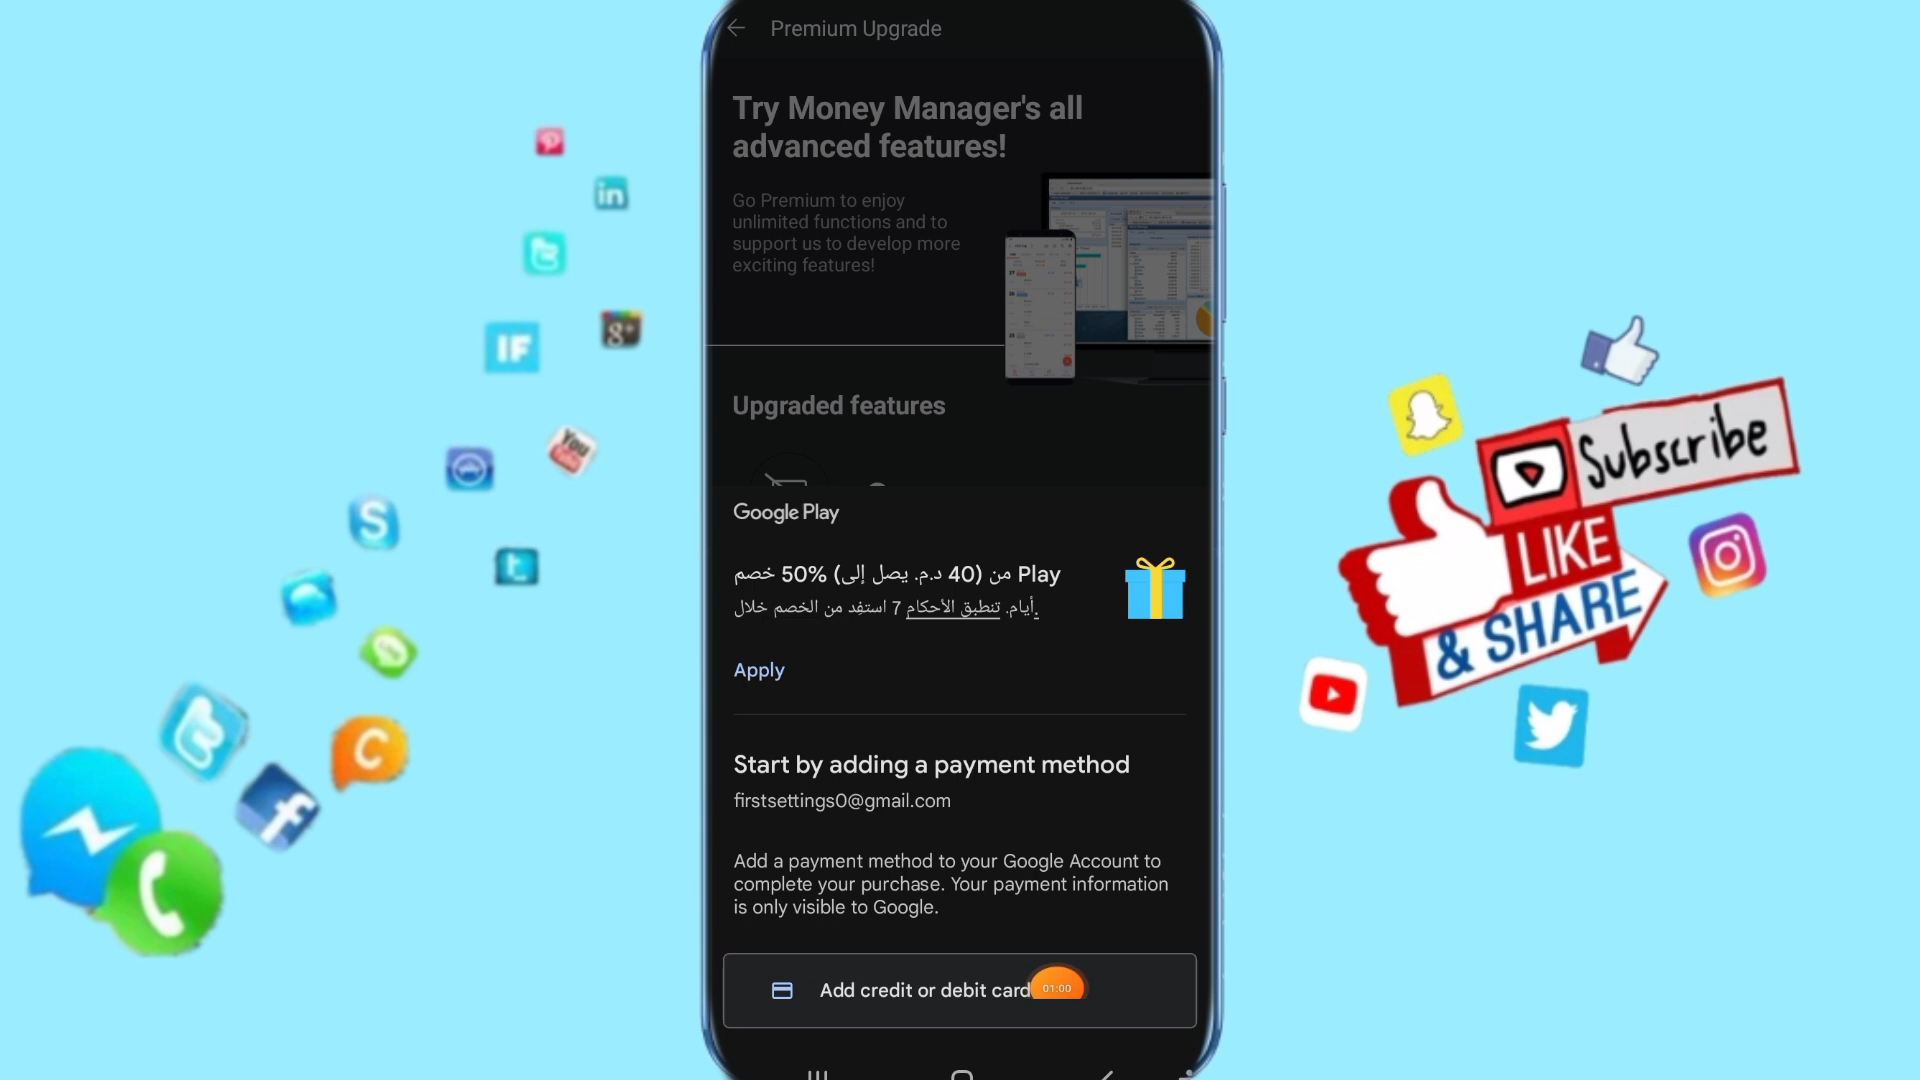 Premium Upgrade
Try Money Manager's all
advanced features!
Go Premium to enjoy
unlimited functions and to
support us to develop more
exciting features!
Upgraded features
Google Play
خصم 50% (يصل إلى 40 د.م.) من Play
استفِد من الخصم خلال 7 أيام. تنطبق الأحكام.
Apply
Start by adding a payment method
firstsettings0@gmail.com
Add a payment method to your Google Account to
complete your purchase. Your payment information
is only visible to Google.
Add credit or debit card
01:00
in
IF
g+
You
S
t
C
f
Subscribe
LIKE
& SHARE